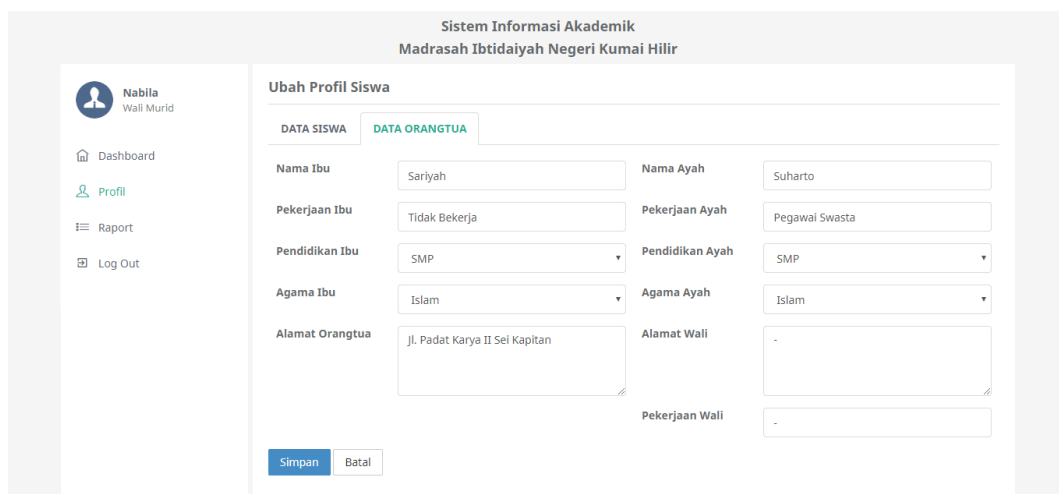 Sistem Informasi Akademik
Madrasah Ibtidaiyah Negeri Kumai Hilir
Nabila
Wali Murid
Dashboard
Profil
Raport
Log Out
Ubah Profil Siswa
DATA SISWA DATA ORANGTUA
Nama Ibu Sariyah Nama Ayah Suharto
Pekerjaan Ibu Tidak Bekerja Pekerjaan Ayah Pegawai Swasta
Pendidikan Ibu SMP Pendidikan Ayah SMP
Agama Ibu Islam Agama Ayah Islam
Alamat Orangtua Jl. Padat Karya II Sei Kapitan Alamat Wali -
Pekerjaan Wali -
Simpan Batal